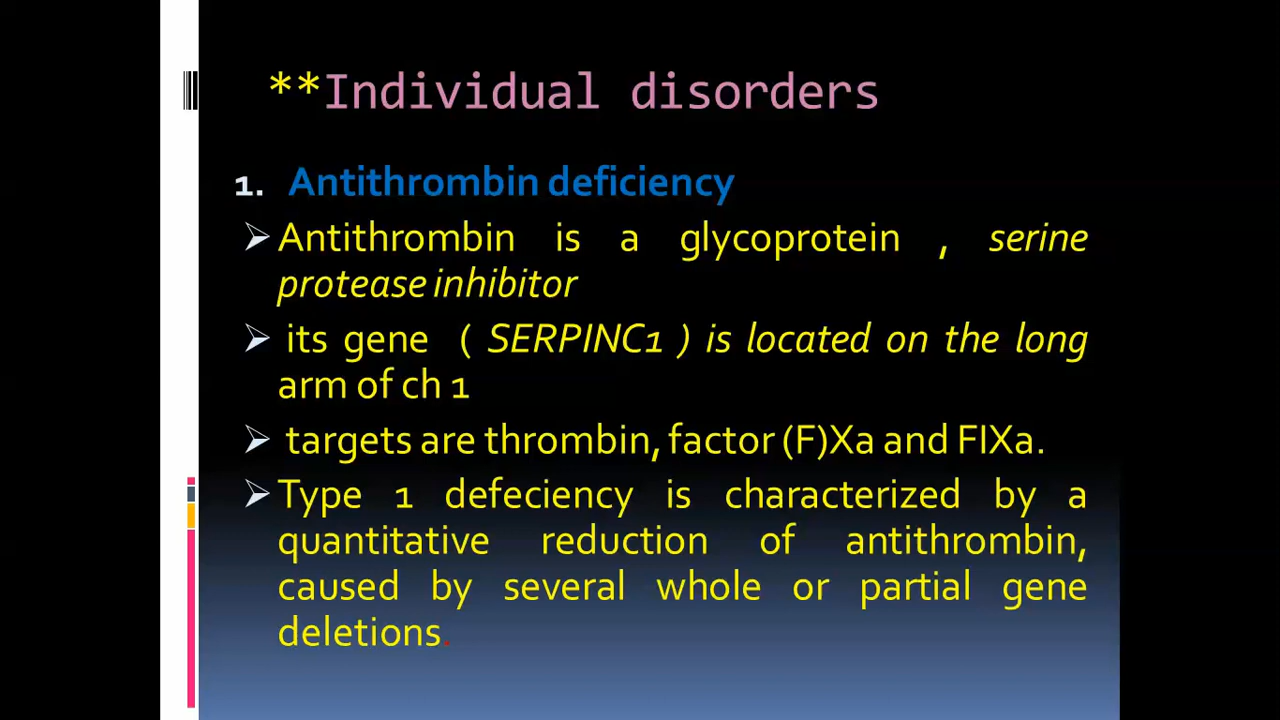 **Individual disorders
1. Antithrombin deficiency
Antithrombin is a glycoprotein , serine
protease inhibitor
its gene ( SERPINC1 ) is located on the long
arm of ch 1
targets are thrombin, factor (F)Xa and FIXa.
Type 1 defeciency is characterized by a
quantitative reduction of antithrombin,
caused by several whole or partial gene
deletions.